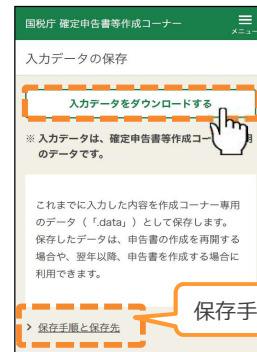 国税庁 確定申告書等作成コーナー
メニュー
入力データの保存
入力データをダウンロードする
※ 入力データは、確定申告書等作成コー
のデータです。
これまでに入力した内容を作成コーナー専用
のデータ（「.data」）として保存します。
保存したデータは、申告書の作成を再開する
場合や、翌年以降、申告書を作成する場合に
利用できます。
保存手
> 保存手順と保存先